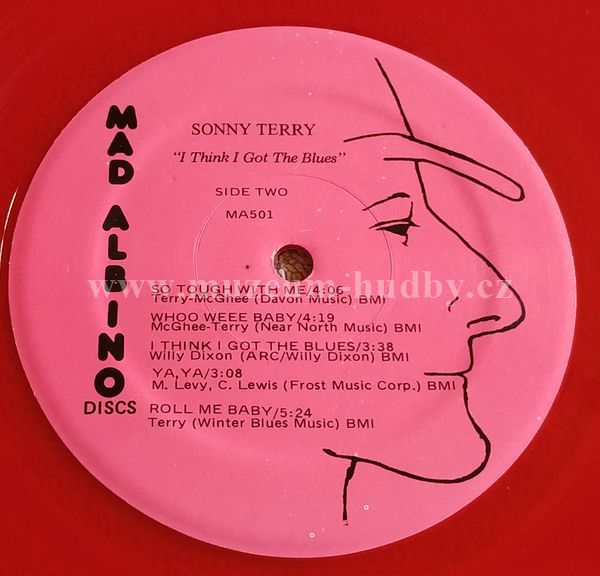 MAD ALBINO
DISCS
SONNY TERRY
"I Think I Got The Blues"
SIDE TWO
MA501
SO TOUGH WITH ME/4:06
Terry-McGhee (Davon Music) BMI
WHOO WEEE BABY/4:19
McGhee-Terry (Near North Music) BMI
I THINK I GOT THE BLUES/3:38
Willy Dixon (ARC/Willy Dixon) BMI
YA,YA/3:08
M. Levy, C. Lewis (Frost Music Corp.) BMI
ROLL ME BABY/5:24
Terry (Winter Blues Music) BMI
www.muzeum-hudby.cz